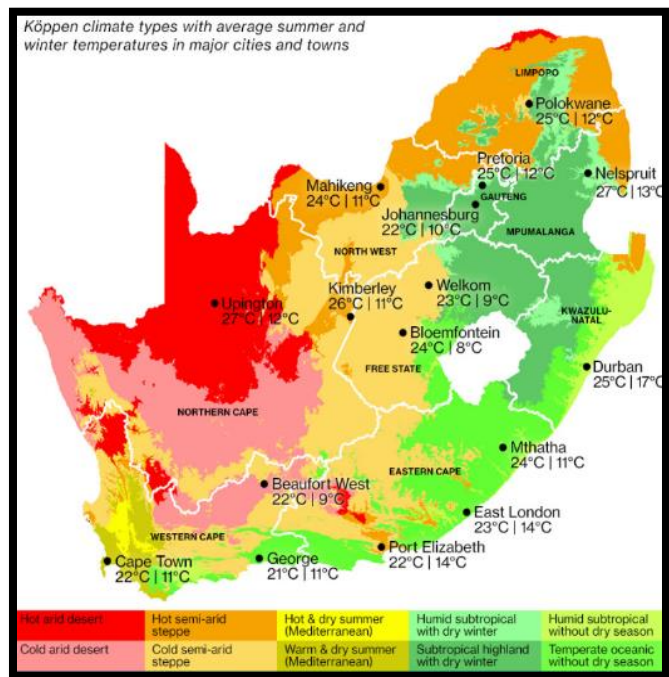 Köppen climate types with average summer and
winter temperatures in major cities and towns
LIMPOPO
Polokwane
25°C | 12°C
Pretoria
25°C | 12°C
Nelspruit
27°C | 13°C
Mahikeng
24°C | 11°C
GAUTENG
Johannesburg
22°C | 10°C
MPUMALANGA
NORTH WEST
Upington
27°C | 12°C
Kimberley
26°C | 11°C
Welkom
23°C | 9°C
KWAZULU-
NATAL
Bloemfontein
24°C | 8°C
FREE STATE
Durban
25°C | 17°C
NORTHERN CAPE
Mthatha
24°C | 11°C
EASTERN CAPE
Beaufort West
22°C | 9°C
East London
23°C | 14°C
WESTERN CAPE
Port Elizabeth
22°C | 14°C
Cape Town
22°C | 11°C
George
21°C | 11°C
Hot arid desert
Hot semi-arid
steppe
Hot & dry summer
(Mediterranean)
Humid subtropical
with dry winter
Humid subtropical
without dry season
Cold arid desert
Cold semi-arid
steppe
Warm & dry summer
(Mediterranean)
Subtropical highland
with dry winter
Temperate oceanic
without dry season